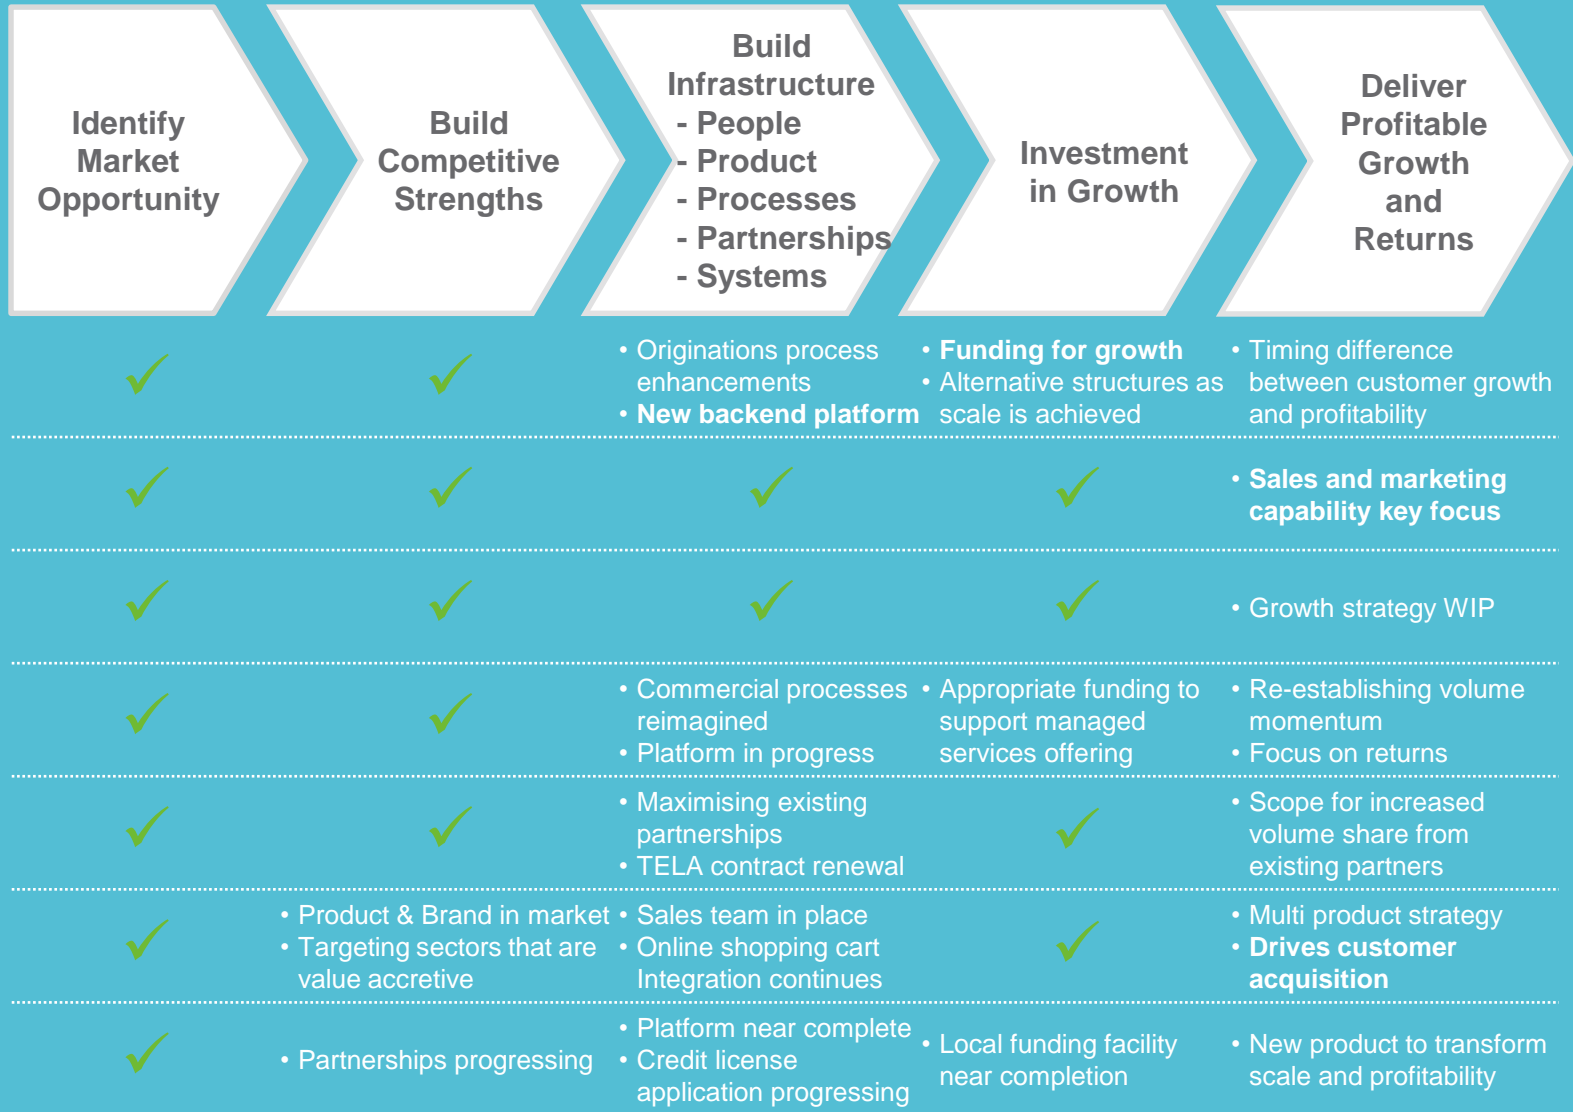 Identify
Market
Opportunity
Build
Competitive
Strengths
Build
Infrastructure
- People
- Product
- Processes
- Partnerships
- Systems
Investment
in Growth
Deliver
Profitable
Growth
and
Returns
• Originations process
enhancements
• New backend platform
• Funding for growth
• Alternative structures as
scale is achieved
• Timing difference
between customer growth
and profitability
• Sales and marketing
capability key focus
• Growth strategy WIP
• Commercial processes
reimagined
• Platform in progress
• Appropriate funding to
support managed
services offering
• Re-establishing volume
momentum
• Focus on returns
• Maximising existing
partnerships
• TELA contract renewal
• Scope for increased
volume share from
existing partners
• Product & Brand in market
• Targeting sectors that are
value accretive
• Sales team in place
• Online shopping cart
Integration continues
• Multi product strategy
• Drives customer
acquisition
• Partnerships progressing
• Platform near complete
• Credit license
application progressing
• Local funding facility
near completion
• New product to transform
scale and profitability